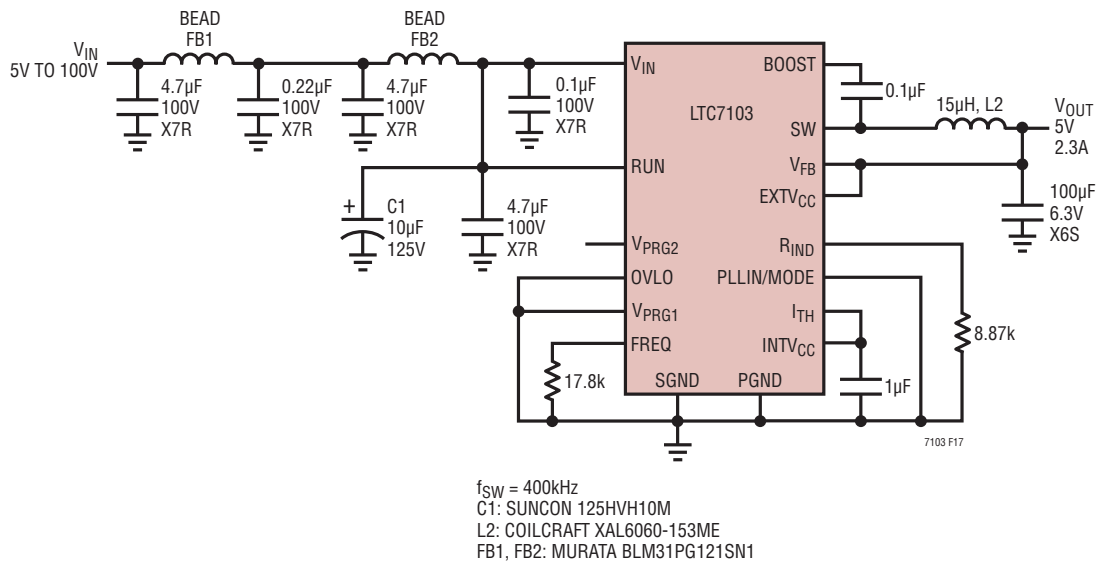 BEAD
FB1
BEAD
FB2
VIN
5V TO 100V
4.7µF
100V
X7R
0.22µF
100V
X7R
4.7µF
100V
X7R
0.1µF
100V
X7R
VIN
BOOST
LTC7103
0.1µF
15µH, L2
VOUT
5V
2.3A
SW
RUN
VFB
EXTVCC
+
C1
10µF
125V
4.7µF
100V
X7R
100µF
6.3V
X6S
VPRG2
RIND
OVLO
PLLIN/MODE
VPRG1
ITH
8.87k
FREQ
INTVCC
17.8k
SGND
PGND
1µF
7103 F17
fSW = 400kHz
C1: SUNCON 125HVH10M
L2: COILCRAFT XAL6060-153ME
FB1, FB2: MURATA BLM31PG121SN1